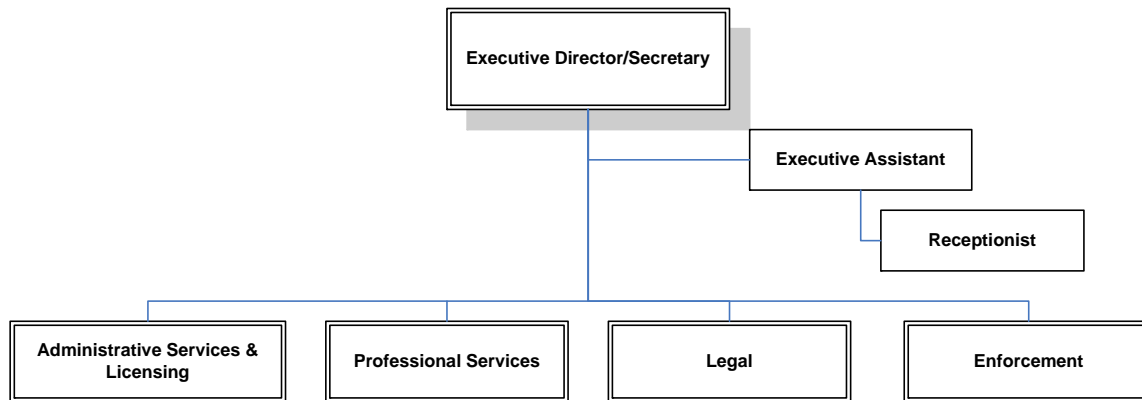 Executive Director/Secretary
Executive Assistant
Receptionist
Administrative Services &
Licensing
Professional Services
Legal
Enforcement